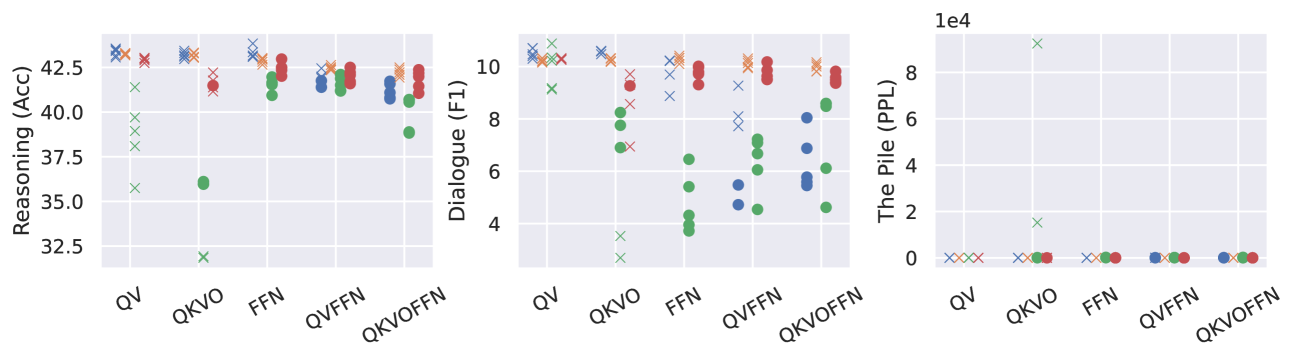 Reasoning (Acc)
42.5
40.0
37.5
35.0
32.5
QV
QKVO
FFN
QVFFN
QKVOFFN
Dialogue (F1)
10
8
6
4
QV
QKVO
FFN
QVFFN
QKVOFFN
1e4
The Pile (PPL)
8
6
4
2
0
QV
QKVO
FFN
QVFFN
QKVOFFN